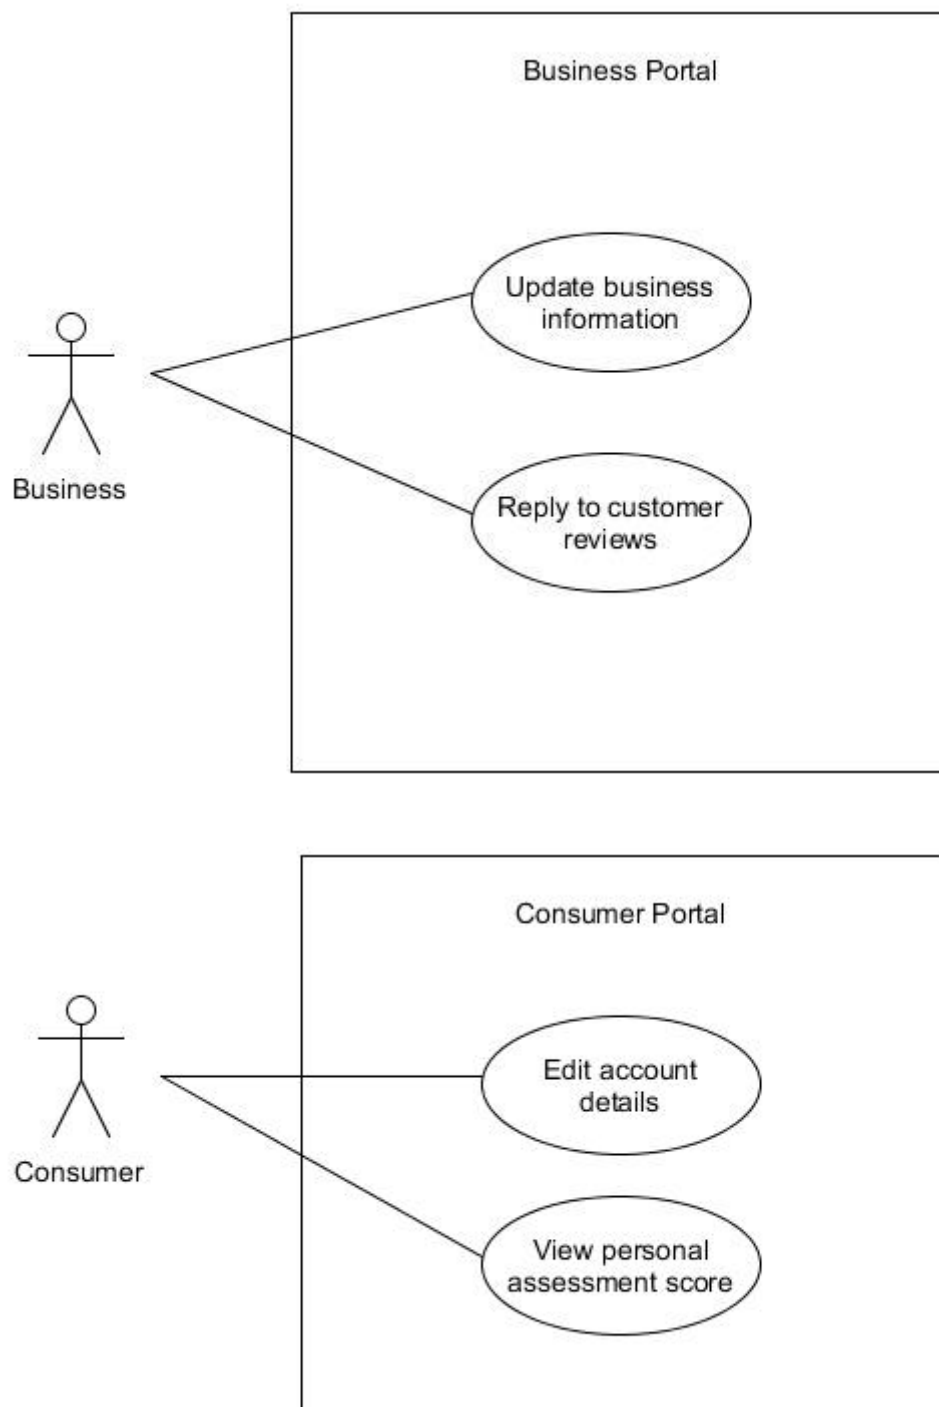 Business Portal
Update business
information
Business
Reply to customer
reviews
Consumer Portal
Edit account
details
Consumer
View personal
assessment score